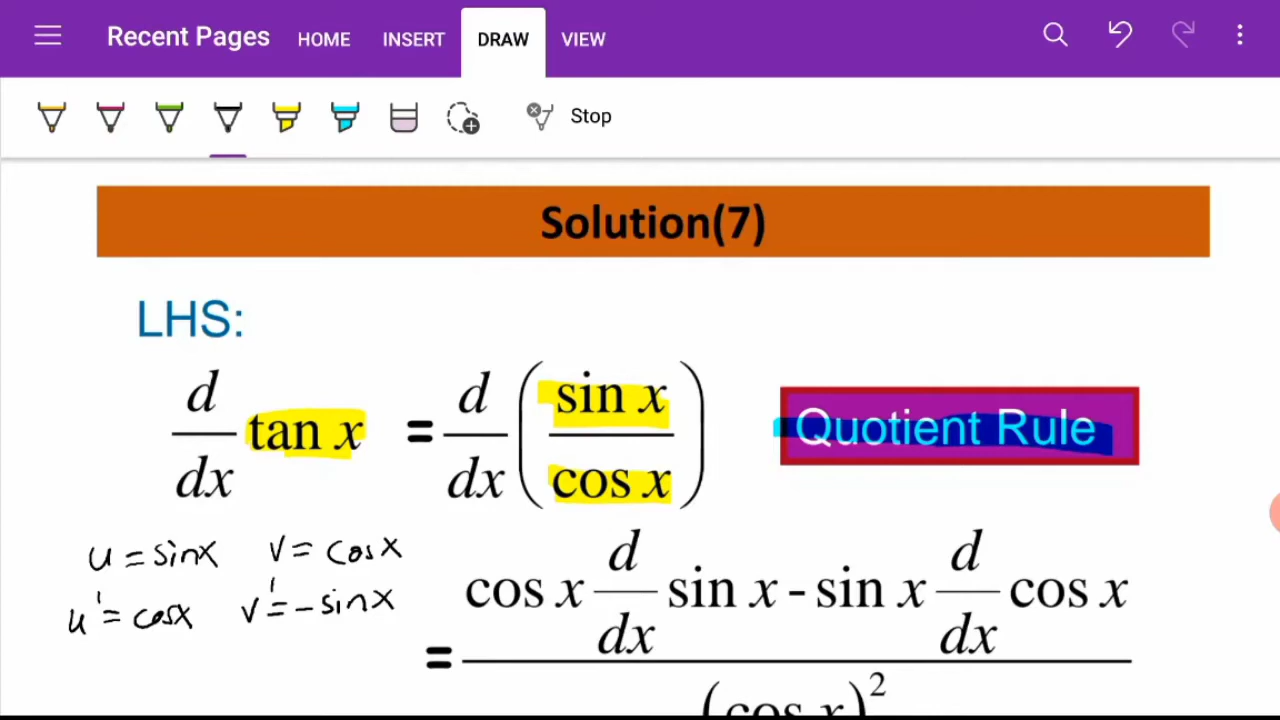 Recent Pages HOME INSERT DRAW VIEW
Stop
Solution(7)
LHS:
d/dx tan x = d/dx (sin x/cos x) Quotient Rule
u = sinx v = cosx
u' = cosx v' = -sinx
= (cos x d/dx sin x - sin x d/dx cos x)/(cos x)²